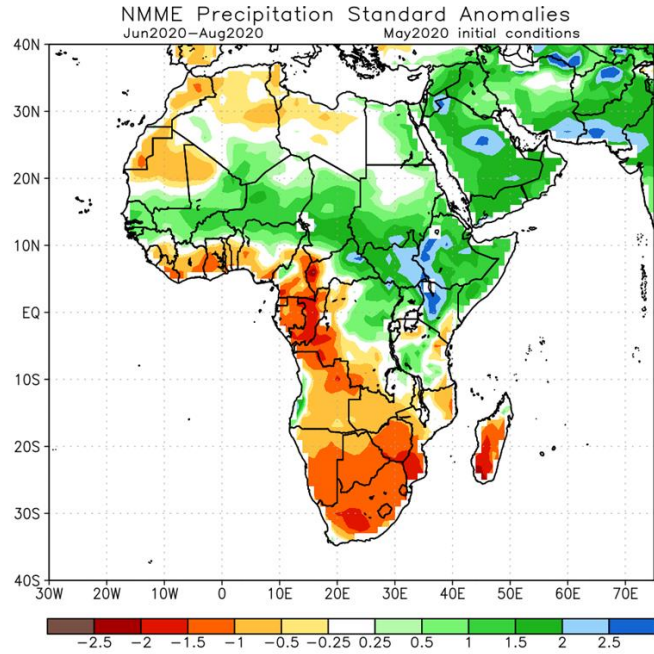 NMME Precipitation Standard Anomalies
Jun2020–Aug2020 May2020 initial conditions
40N
30N
20N
10N
EQ
10S
20S
30S
40S
30W 20W 10W 0 10E 20E 30E 40E 50E 60E 70E
−2.5 −2 −1.5 −1 −0.5 −0.25 0.25 0.5 1 1.5 2 2.5